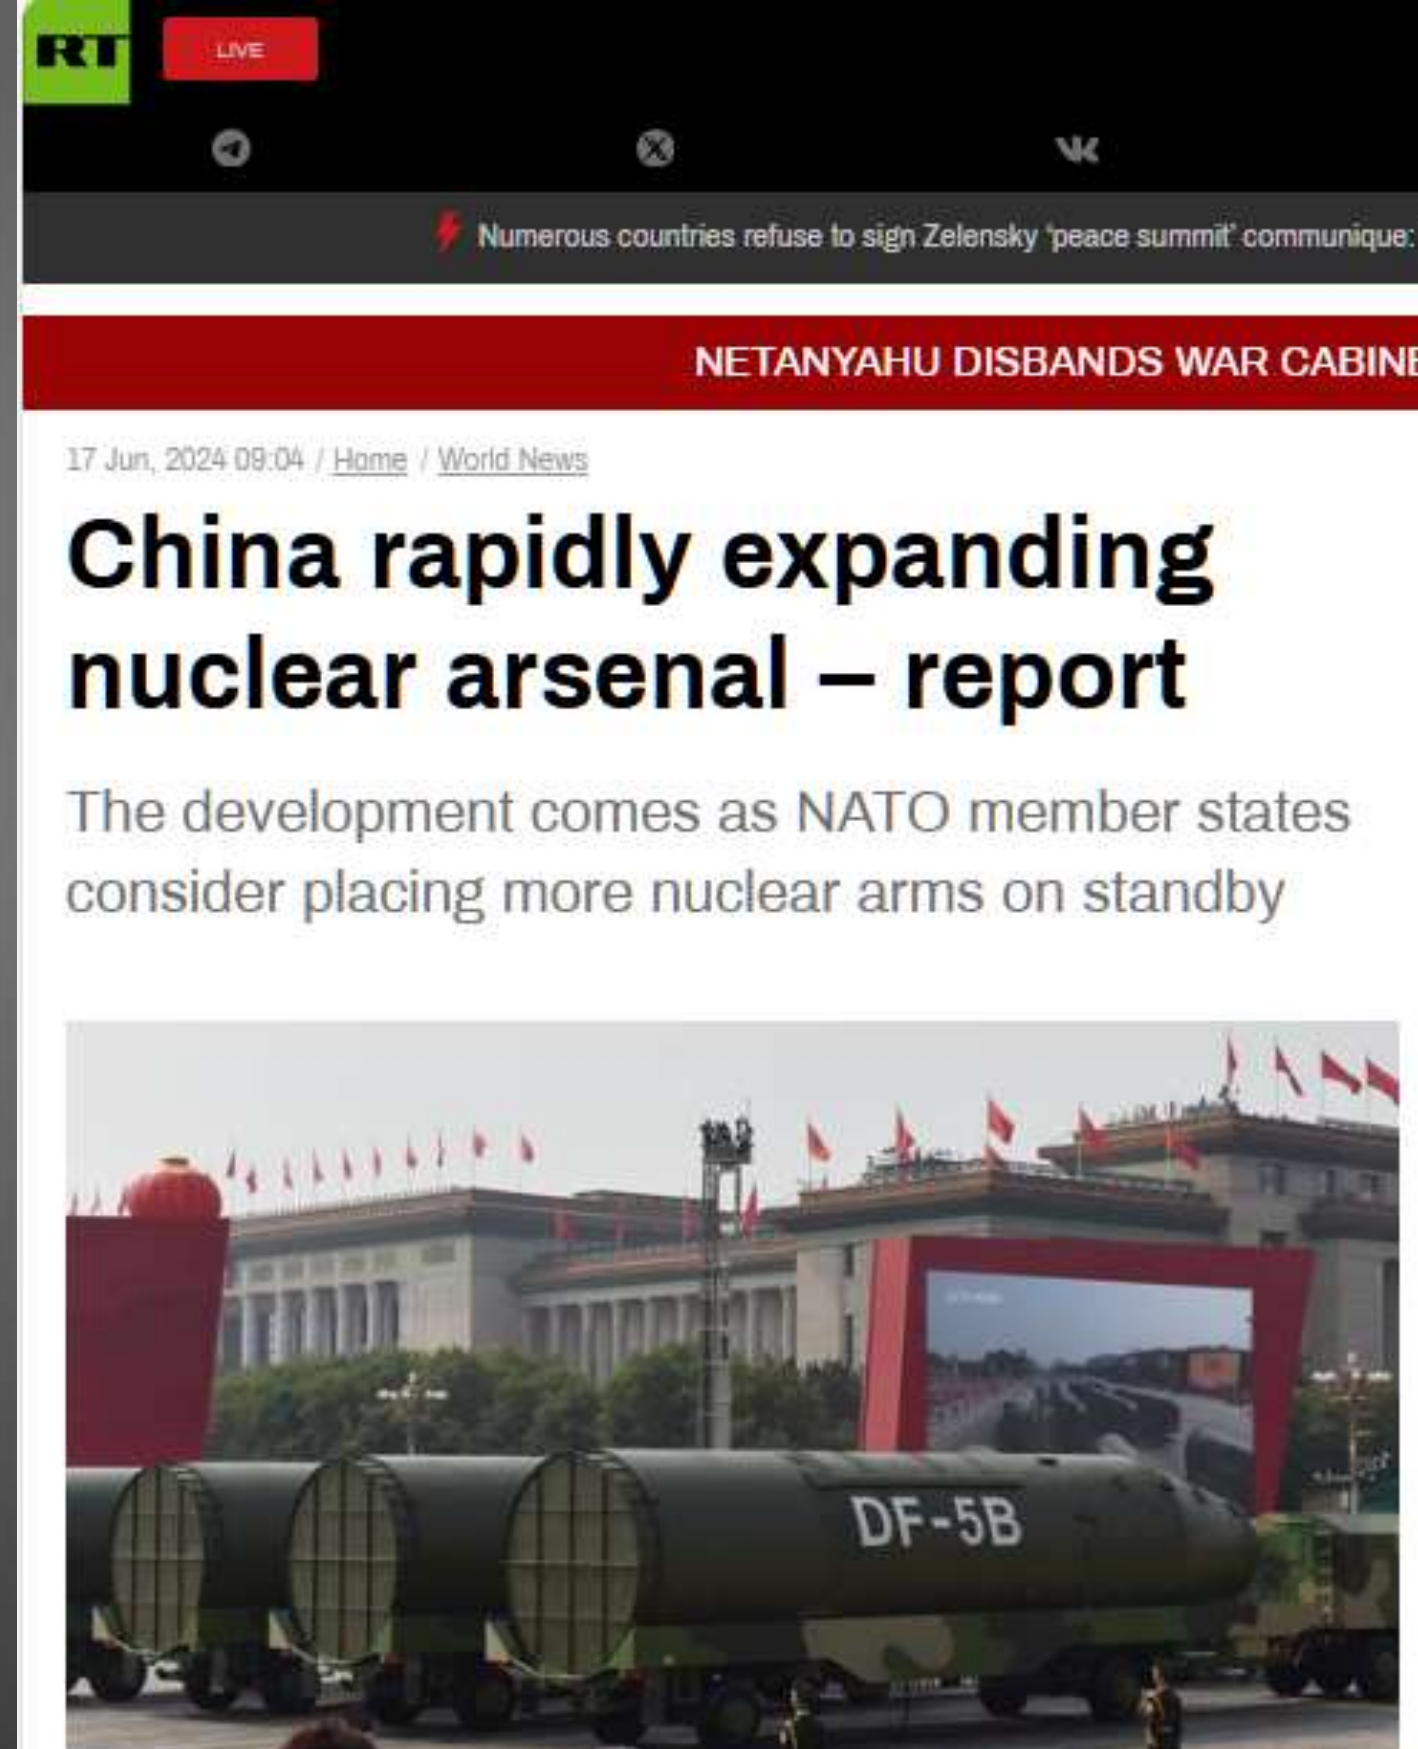 RT
LIVE
Numerous countries refuse to sign Zelensky ‘peace summit’ communique:
NETANYAHU DISBANDS WAR CABINE
17 Jun, 2024 09:04 / Home / World News
China rapidly expanding
nuclear arsenal – report
The development comes as NATO member states
consider placing more nuclear arms on standby
DF-5B